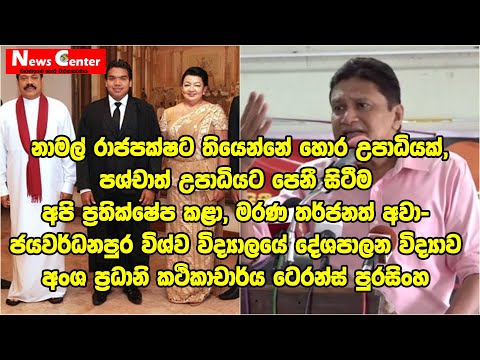 News Center
නාමල් රාජපක්ෂට තියෙන්නේ හොර උපාධියක්,
පශ්චාත් උපාධියට පෙනී සිටීම
අපි ප්‍රතික්ෂේප කළා, මරණ තර්ජනත් අවා-
ජයවර්ධනපුර විශ්ව විද්‍යාලයේ දේශපාලන විද්‍යාව
අංශ ප්‍රධානි කථිකාචාර්ය ටෙරන්ස් පුරසිංහ